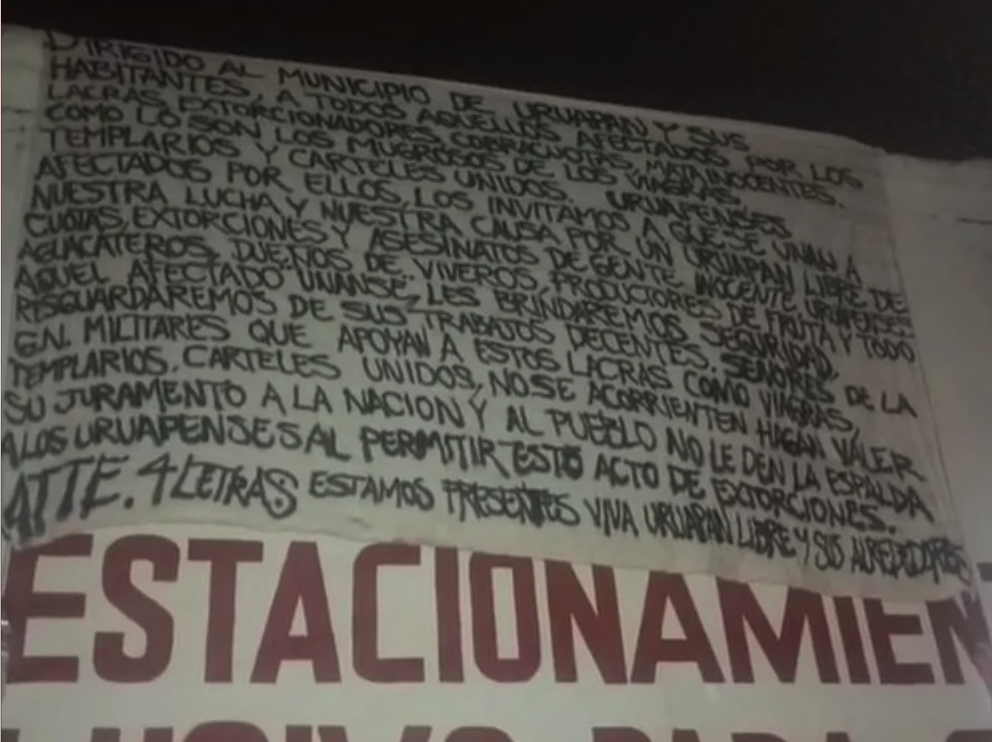 DIRIGIDO AL MUNICIPIO DE URUAPAN Y SUS
HABITANTES, A TODOS AQUELLOS AFECTADOS POR LOS
LACRAS, EXTORCIONADORES, COBRACUOTAS, MATAINOCENTES.
COMO LO SON LOS MUGROSOS DE LOS VIAGRAS.
TEMPLARIOS Y CARTELES UNIDOS. URUAPENSES
AFECTADOS POR ELLOS, LOS INVITAMOS A QUE SE UNAN A
NUESTRA LUCHA Y NUESTRA CAUSA POR UN URUAPAN LIBRE DE
CUOTAS, EXTORCIONES Y ASESINATOS DE GENTE INOCENTE URUAPENSE.
AGUACATEROS, DUEÑOS DE VIVEROS, PRODUCTORES DE FRUTA Y TODO
AQUEL AFECTADO UNANSE, LES BRINDAREMOS SEGURIDAD,
RESGUARDAREMOS DE SUS TRABAJOS DECENTES. SEÑORES DE LA
G.N. MILITARES QUE APOYAN A ESTOS LACRAS COMO VIAGRAS,
TEMPLARIOS. CARTELES UNIDOS, NO SE ACORRIENTEN HAGAN VALER
SU JURAMENTO A LA NACION Y AL PUEBLO NO LE DEN LA ESPALDA
A LOS URUAPENSES AL PERMITIR ESTO ACTO DE EXTORCIONES.
ATTE. 4 LETRAS ESTAMOS PRESENTES VIVA URUAPAN LIBRE Y SUS ALREDEDORES
ESTACIONAMIEN